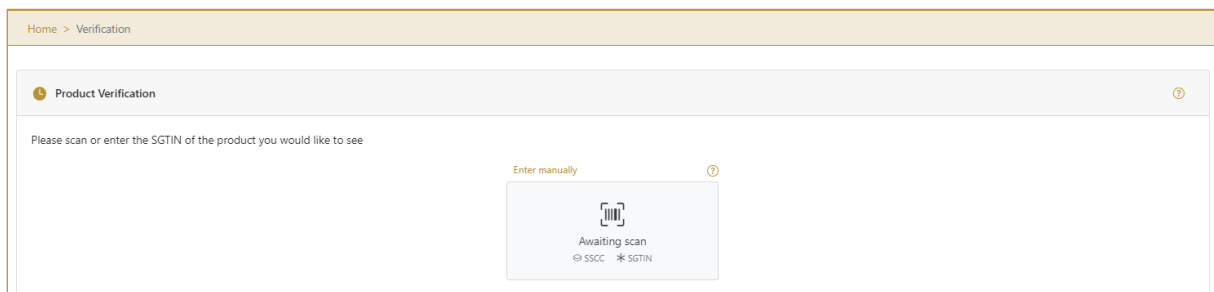 Home > Verification
Product Verification
Please scan or enter the SGTIN of the product you would like to see
Enter manually
Awaiting scan
SSCC SGTIN